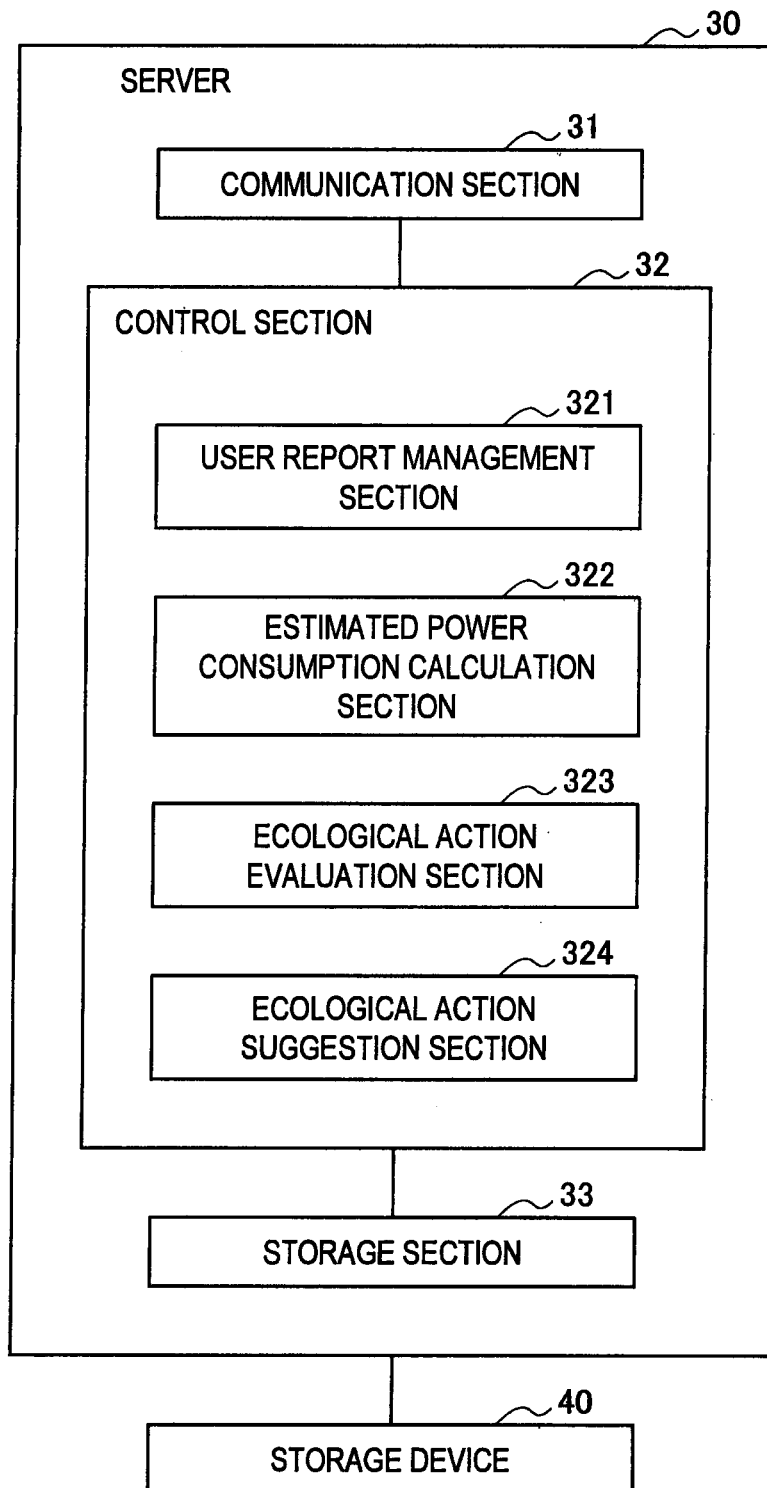 30
SERVER
31
COMMUNICATION SECTION
32
CONTROL SECTION
321
USER REPORT MANAGEMENT
SECTION
322
ESTIMATED POWER
CONSUMPTION CALCULATION
SECTION
323
ECOLOGICAL ACTION
EVALUATION SECTION
324
ECOLOGICAL ACTION
SUGGESTION SECTION
33
STORAGE SECTION
40
STORAGE DEVICE